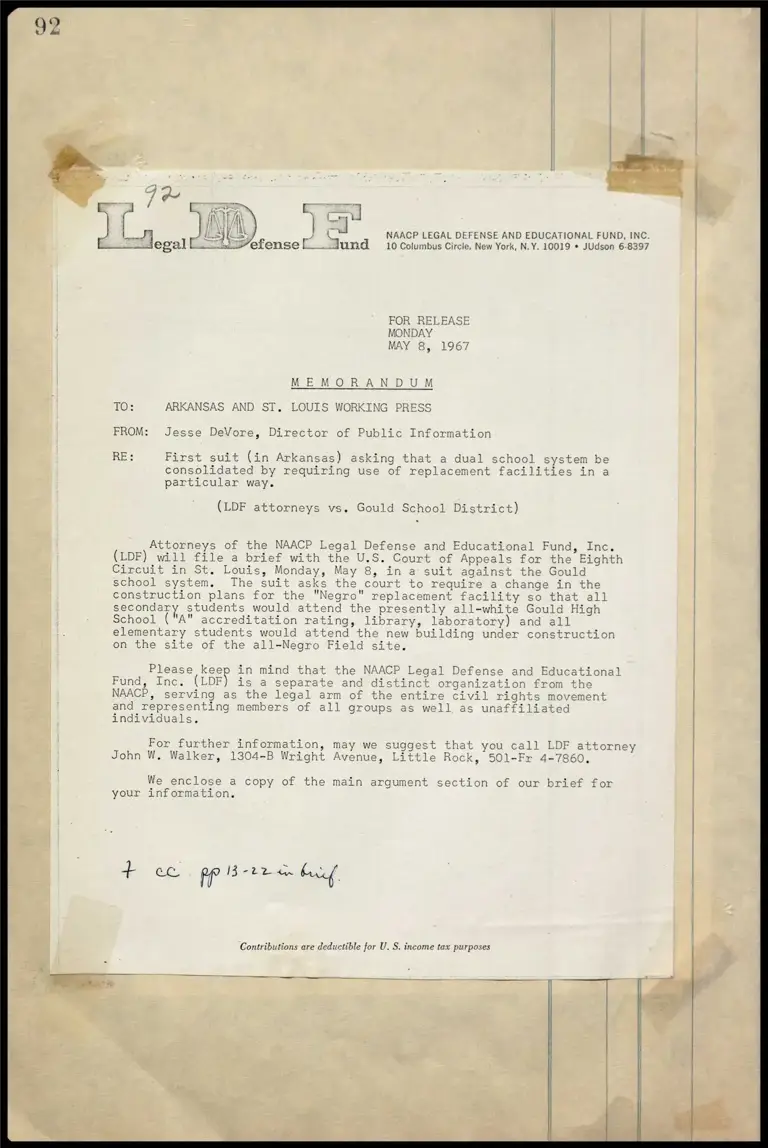 92
92
Legal Defense Fund
NAACP LEGAL DEFENSE AND EDUCATIONAL FUND, INC.
10 Columbus Circle, New York, N.Y. 10019 • JUdson 6-8397
FOR RELEASE
MONDAY
MAY 8, 1967
M E M O R A N D U M
TO: ARKANSAS AND ST. LOUIS WORKING PRESS
FROM: Jesse DeVore, Director of Public Information
RE: First suit (in Arkansas) asking that a dual school system be
consolidated by requiring use of replacement facilities in a
particular way.
(LDF attorneys vs. Gould School District)
Attorneys of the NAACP Legal Defense and Educational Fund, Inc.
(LDF) will file a brief with the U.S. Court of Appeals for the Eighth
Circuit in St. Louis, Monday, May 8, in a suit against the Gould
school system. The suit asks the court to require a change in the
construction plans for the "Negro" replacement facility so that all
secondary students would attend the presently all-white Gould High
School ("A" accreditation rating, library, laboratory) and all
elementary students would attend the new building under construction
on the site of the all-Negro Field site.
Please keep in mind that the NAACP Legal Defense and Educational
Fund, Inc. (LDF) is a separate and distinct organization from the
NAACP, serving as the legal arm of the entire civil rights movement
and representing members of all groups as well as unaffiliated
individuals.
For further information, may we suggest that you call LDF attorney
John W. Walker, 1304-B Wright Avenue, Little Rock, 501-Fr 4-7860.
We enclose a copy of the main argument section of our brief for
your information.
cc pp 13-22 in brief.
Contributions are deductible for U. S. income tax purposes